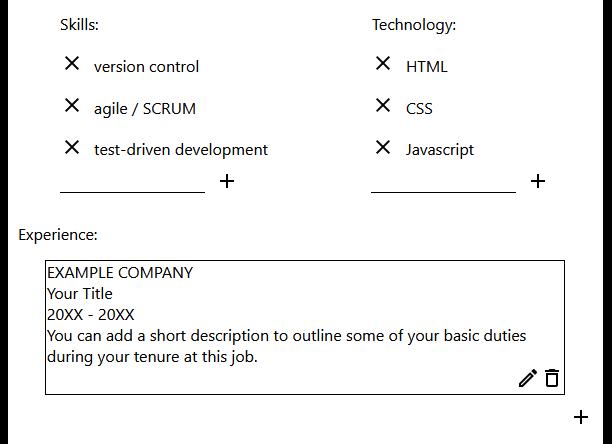 Skills:
Technology:
version control
HTML
agile / SCRUM
CSS
test-driven development
Javascript
Experience:
EXAMPLE COMPANY
Your Title
20XX - 20XX
You can add a short description to outline some of your basic duties
during your tenure at this job.